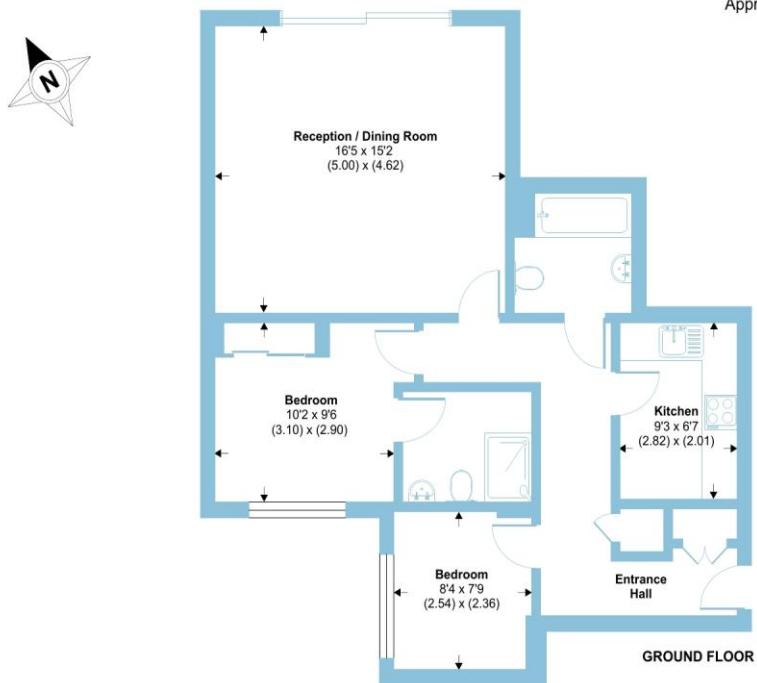 Appr
N
Reception / Dining Room
16'5 x 15'2
(5.00) x (4.62)
Bedroom
10'2 x 9'6
(3.10) x (2.90)
Kitchen
9'3 x 6'7
(2.82) x (2.01)
Bedroom
8'4 x 7'9
(2.54) x (2.36)
Entrance
Hall
GROUND FLOOR